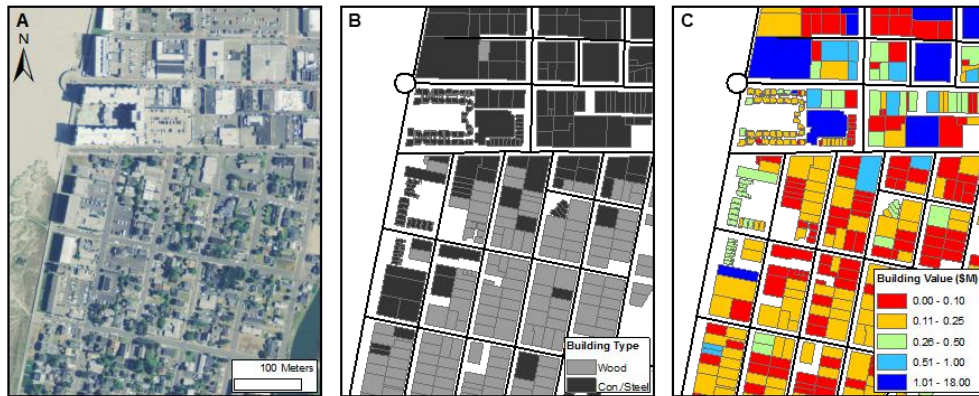 A
N
100 Meters
B
Building Type
Wood
Con./Steel
C
Building Value ($M)
0.00 - 0.10
0.11 - 0.25
0.26 - 0.50
0.51 - 1.00
1.01 - 18.00